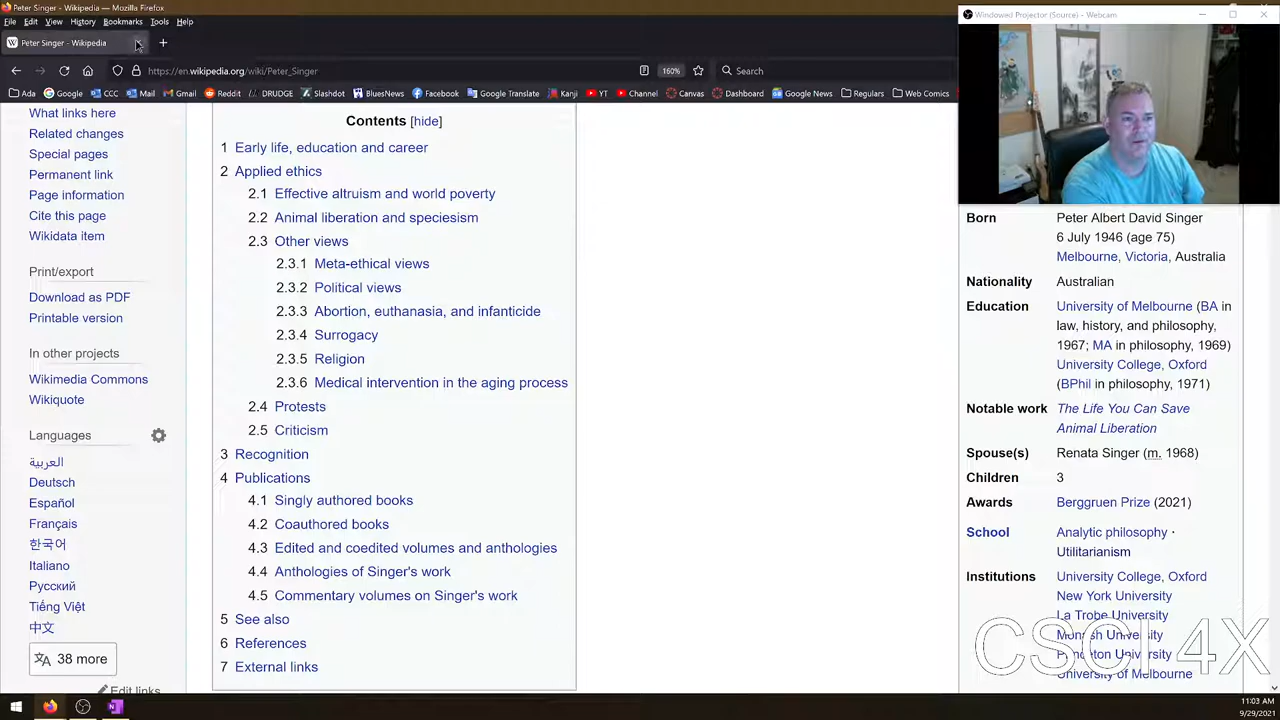 Peter Singer - Wikipedia — Mozilla Firefox
File Edit View History Bookmarks Tools Help
Peter Singer - Wikipedia
https://en.wikipedia.org/wiki/Peter_Singer
160%
Search
Ada Google CCC Mail Gmail Reddit DRUDGE Slashdot BlueNews Facebook Google Translate Kanji YT Channel Canvas Dashboard Google News Regulars Web Comics
Windowed Projector (Source) - Webcam
What links here
Related changes
Special pages
Permanent link
Page information
Cite this page
Wikidata item
Print/export
Download as PDF
Printable version
In other projects
Wikimedia Commons
Wikiquote
Languages
العربية
Deutsch
Español
Français
한국어
Italiano
Русский
Tiếng Việt
中文
38 more
Edit links
Contents [hide]
1 Early life, education and career
2 Applied ethics
2.1 Effective altruism and world poverty
2.2 Animal liberation and speciesism
2.3 Other views
2.3.1 Meta-ethical views
2.3.2 Political views
2.3.3 Abortion, euthanasia, and infanticide
2.3.4 Surrogacy
2.3.5 Religion
2.3.6 Medical intervention in the aging process
2.4 Protests
2.5 Criticism
3 Recognition
4 Publications
4.1 Singly authored books
4.2 Coauthored books
4.3 Edited and coedited volumes and anthologies
4.4 Anthologies of Singer's work
4.5 Commentary volumes on Singer's work
5 See also
6 References
7 External links
Born Peter Albert David Singer
6 July 1946 (age 75)
Melbourne, Victoria, Australia
Nationality Australian
Education University of Melbourne (BA in
law, history, and philosophy,
1967; MA in philosophy, 1969)
University College, Oxford
(BPhil in philosophy, 1971)
Notable work The Life You Can Save
Animal Liberation
Spouse(s) Renata Singer (m. 1968)
Children 3
Awards Berggruen Prize (2021)
School Analytic philosophy ·
Utilitarianism
Institutions University College, Oxford
New York University
La Trobe University
Monash University
Princeton University
University of Melbourne
CSCI 4X
11:03 AM
9/29/2021